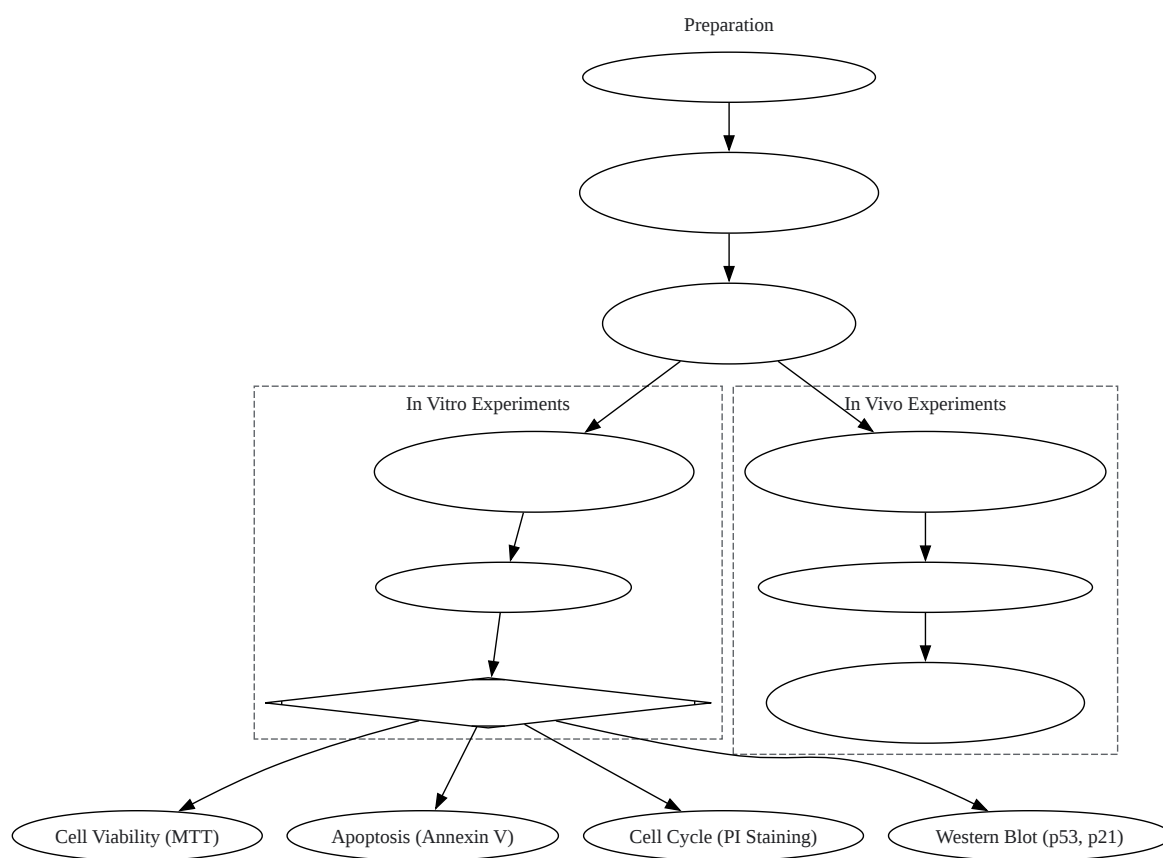 Preparation
In Vitro Experiments
In Vivo Experiments
Cell Viability (MTT)
Apoptosis (Annexin V)
Cell Cycle (PI Staining)
Western Blot (p53, p21)